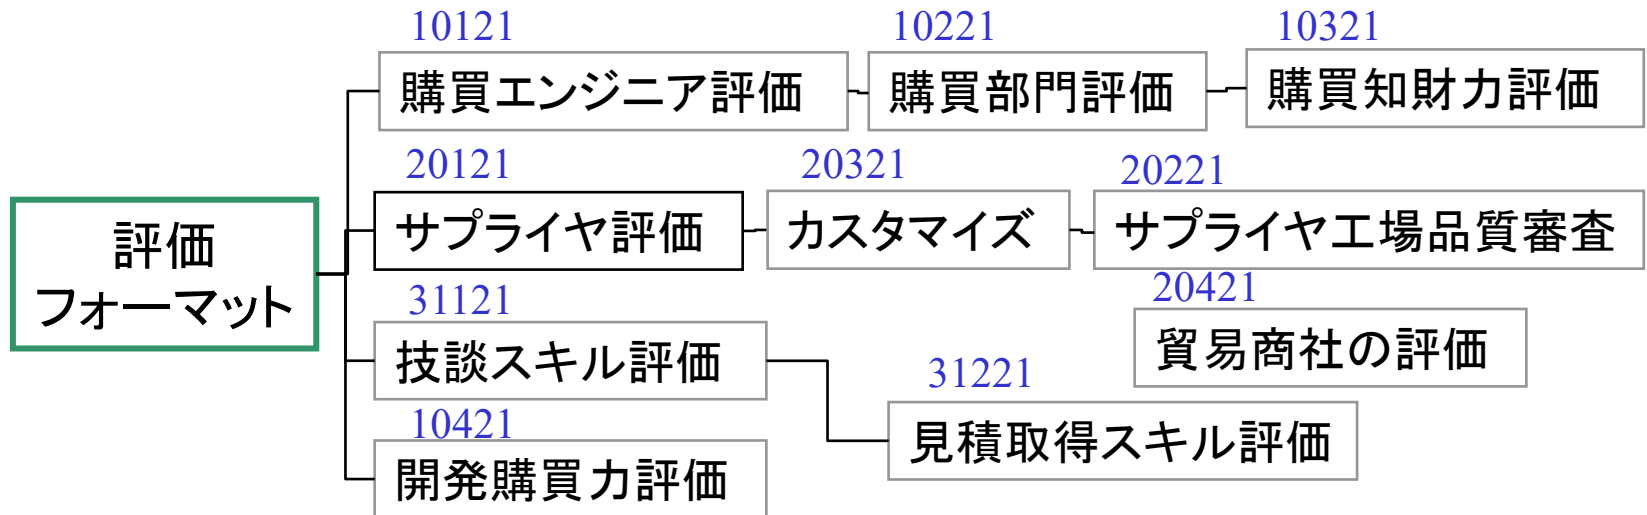 10121
10221
10321
購買エンジニア評価
購買部門評価
購買知財力評価
20121
20321
20221
サプライヤ評価
カスタマイズ
サプライヤ工場品質審査
評価
フォーマット
31121
20421
技談スキル評価
貿易商社の評価
31221
10421
見積取得スキル評価
開発購買力評価